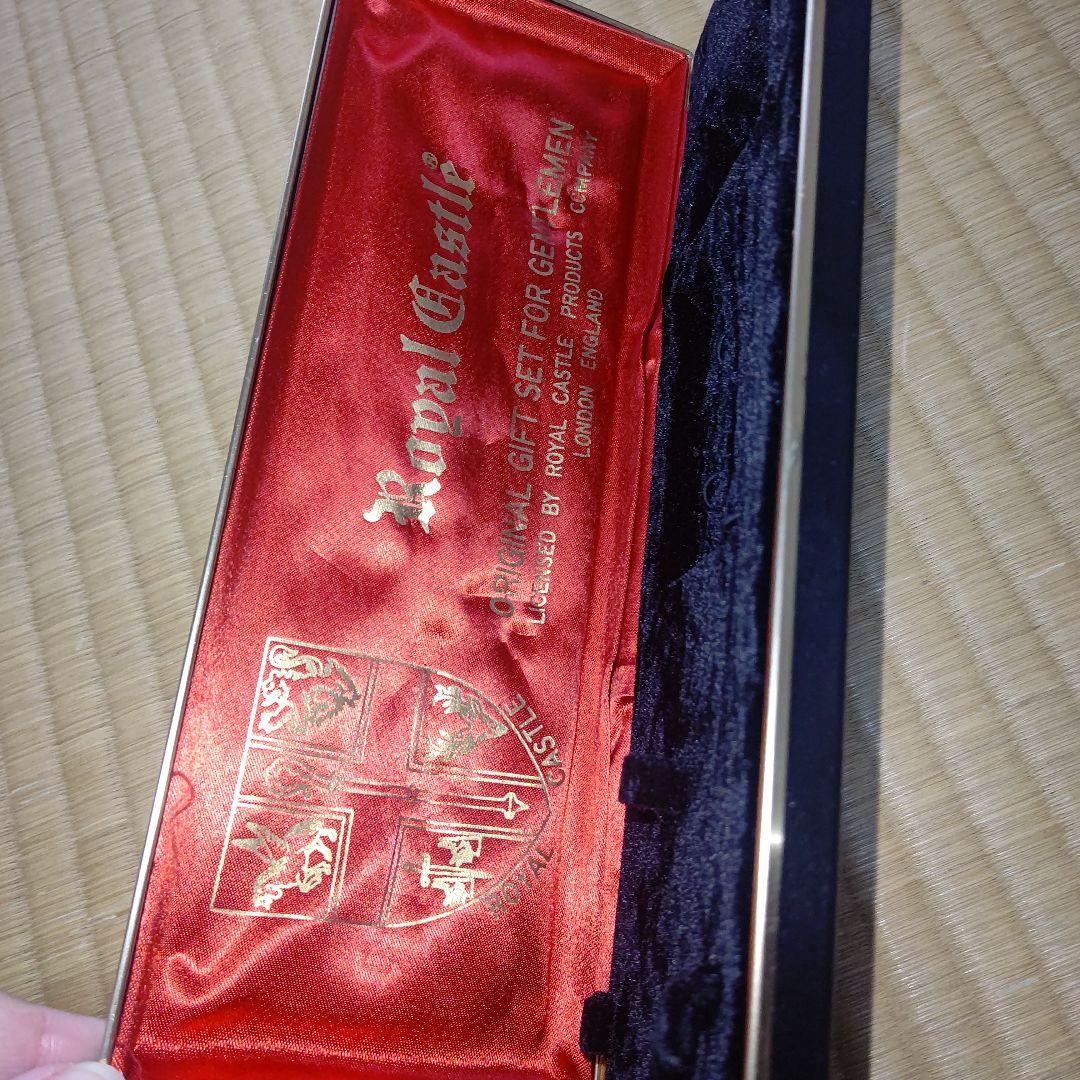 Royal Castle®
ORIGINAL GIFT SET FOR GENTLEMEN
LICENSED BY ROYAL CASTLE PRODUCTS COMPANY
LONDON ENGLAND
ROYAL CASTLE